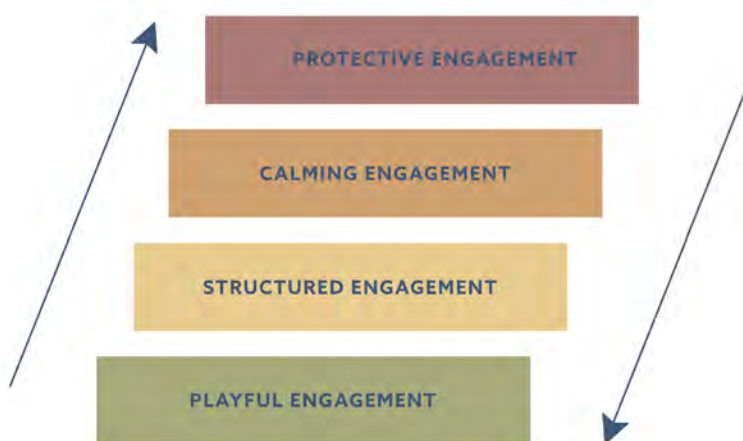 PROTECTIVE ENGAGEMENT
CALMING ENGAGEMENT
STRUCTURED ENGAGEMENT
PLAYFUL ENGAGEMENT